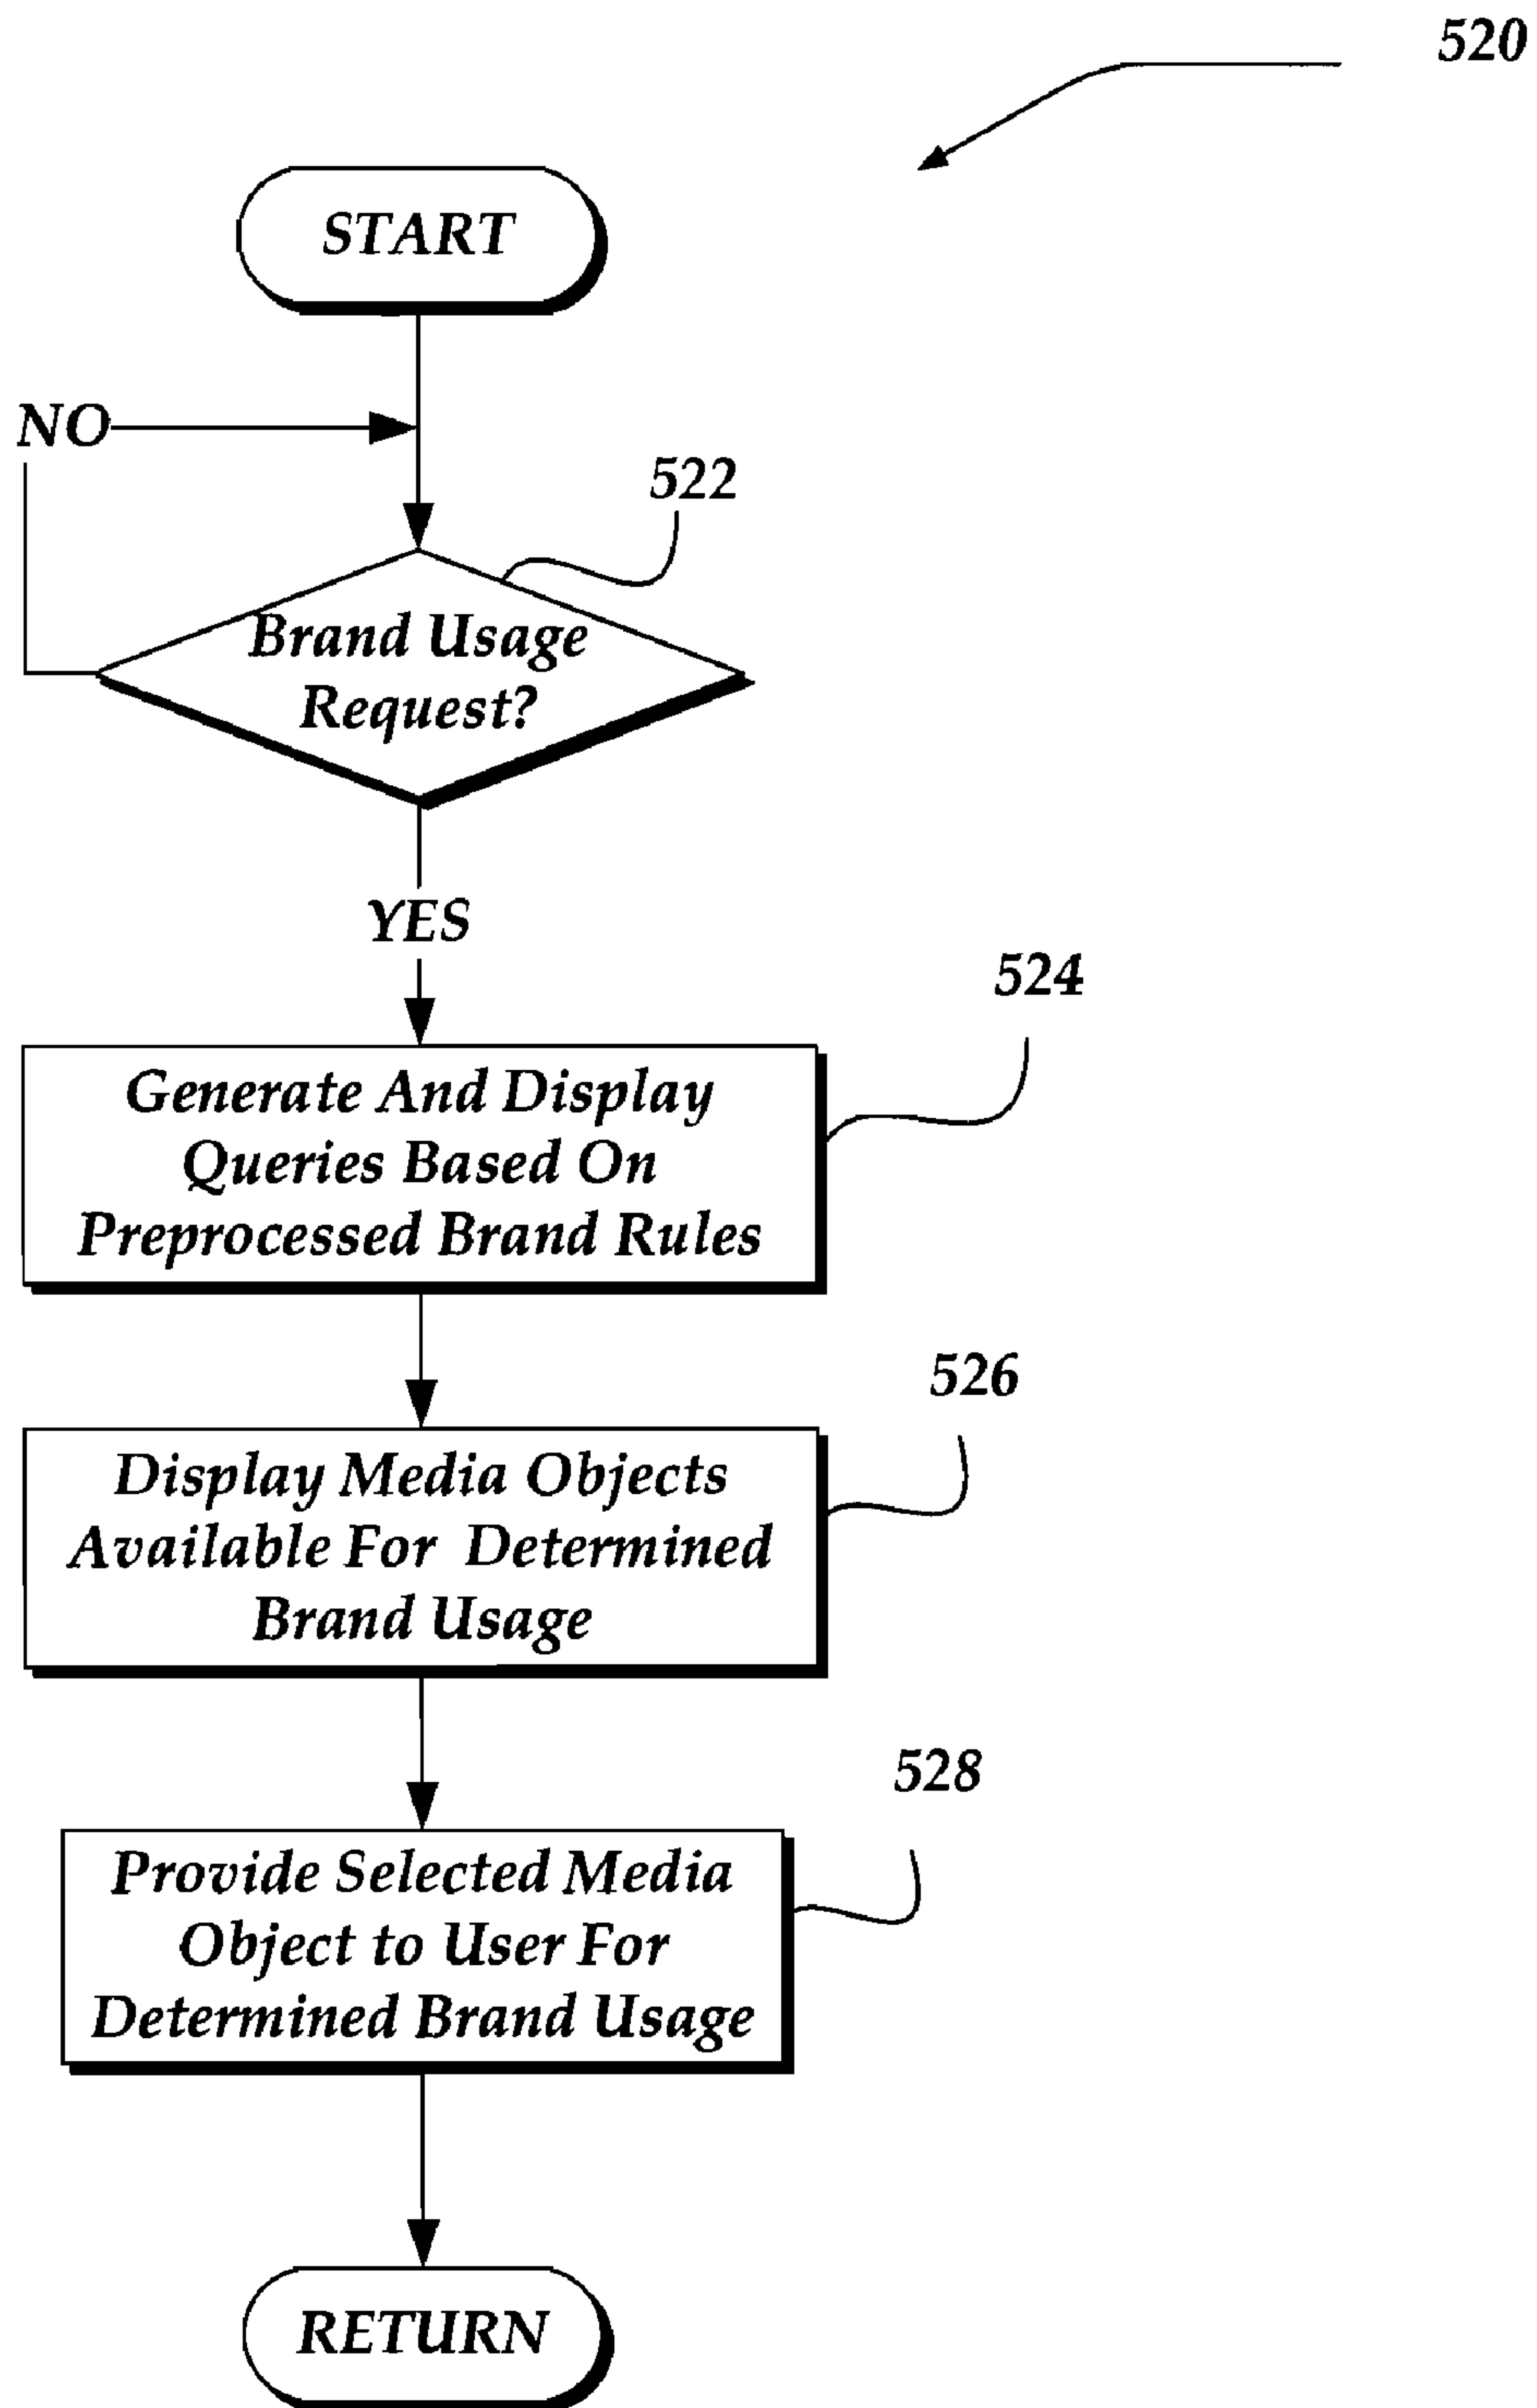 520
START
NO
522
Brand Usage
Request?
YES
524
Generate And Display
Queries Based On
Preprocessed Brand Rules
526
Display Media Objects
Available For Determined
Brand Usage
528
Provide Selected Media
Object to User For
Determined Brand Usage
RETURN